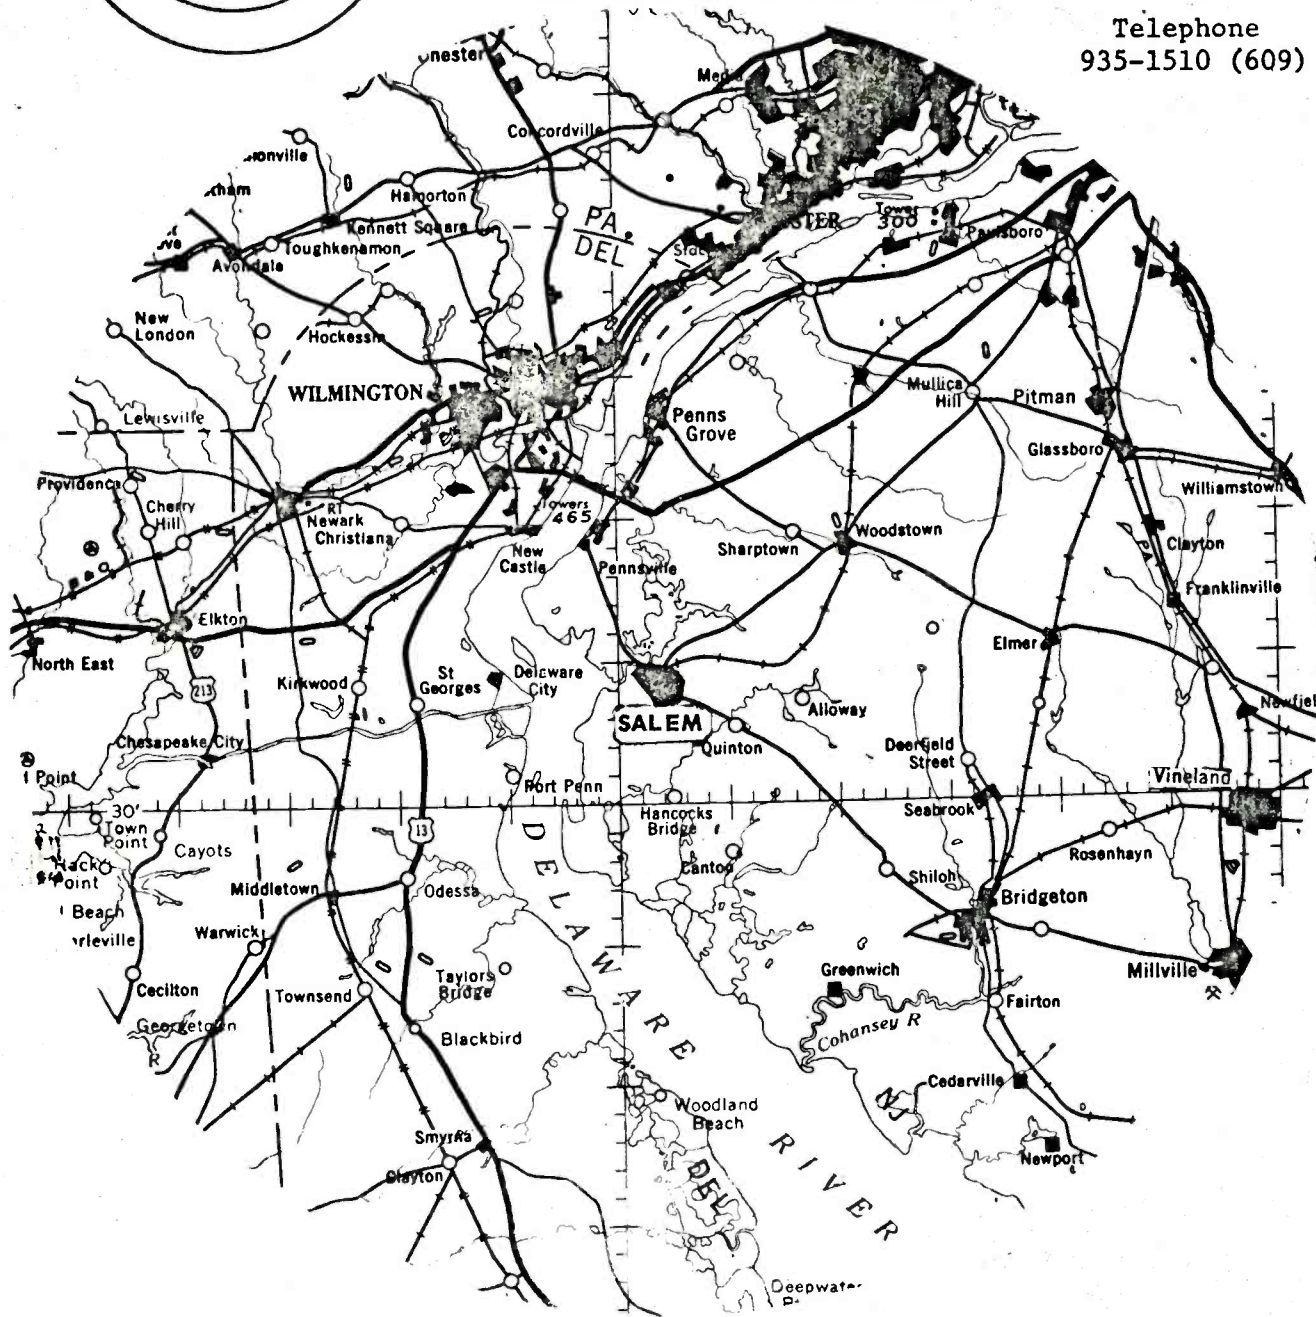 Telephone
935-1510 (609)
Concordville
Hamorton
Kennett Square
Toughkenamon
Avondale
PA.
DEL
Tower
300
Paulsboro
New
London
Hockessin
WILMINGTON
Mullica
Hill
Pitman
Penns
Grove
Lewisville
Glassboro
Providence
Williamstown
Cherry
Hill
RT
Newark
Christiana
Towers
465
New
Castle
Pennsville
Sharptown
Woodstown
PA
Clayton
Franklinville
Elkton
North East
Elmer
213
Kirkwood
St
Georges
Delaware
City
Alloway
SALEM
Quinton
Chesapeake City
Deerfield
Street
Vineland
Point
Port Penn
30'
Town
Point
Cayots
13
Hancocks
Bridge
Seabrook
Rosenhayn
Point
Canton
Shiloh
Middletown
Odessa
Bridgeton
Beach
Warwick
Greenwich
Millville
Cecilton
Townsend
Taylors
Bridge
Fairton
Georgetown
R
Blackbird
Cohansey R
Cedarville
NJ
Woodland
Beach
Smyrna
Clayton
Newport
DEL
DELAWARE RIVER